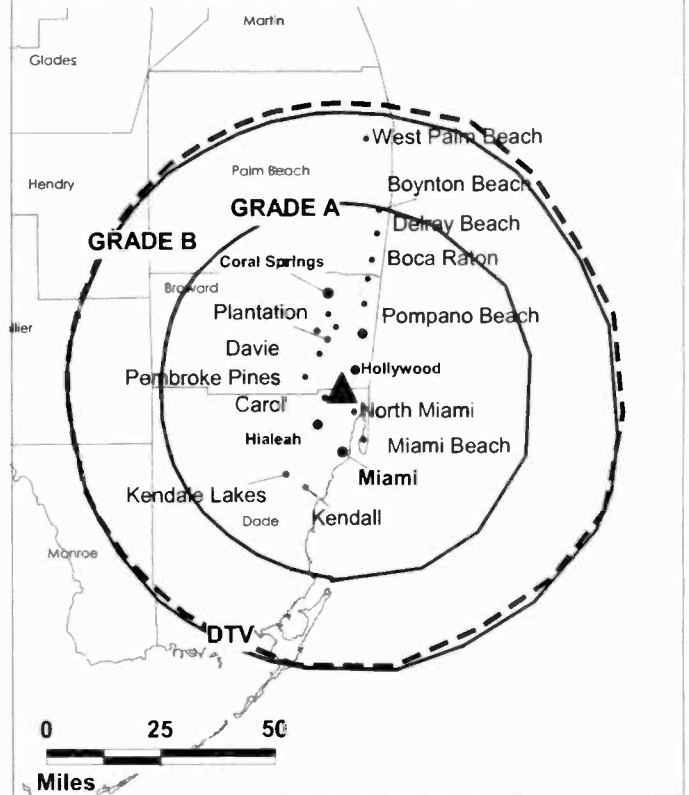 Martin
Glades
West Palm Beach
Palm Beach
Hendry
Boynton Beach
GRADE A
Delray Beach
GRADE B
Coral Springs
Boca Raton
Broward
Plantation
Pompano Beach
llier
Davie
Hollywood
Pembroke Pines
Carol
North Miami
Hialeah
Miami Beach
Miami
Kendale Lakes
Kendall
Dade
Monroe
DTV
0 25 50
Miles